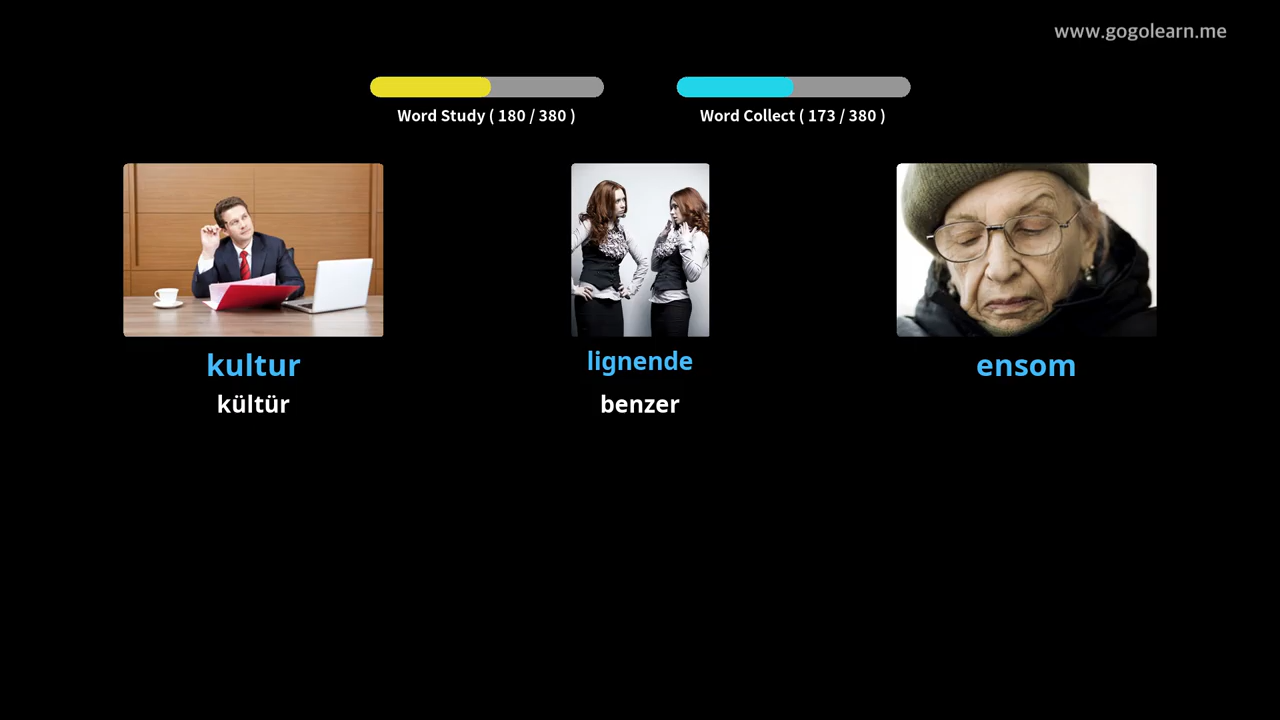 www.gogolearn.me
Word Study ( 180 / 380 )
Word Collect ( 173 / 380 )
kultur
kültür
lignende
benzer
ensom